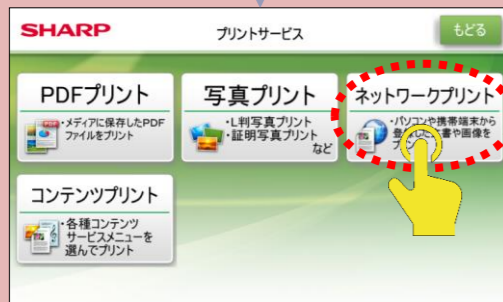 SHARP
プリントサービス
もどる
PDFプリント
・メディアに保存したPDF
ファイルをプリント
写真プリント
・L判写真プリント
・証明写真プリント
など
ネットワークプリント
・パソコンや携帯端末から
書や画像を
コンテンツプリント
・各種コンテンツ
サービスメニューを
選んでプリント